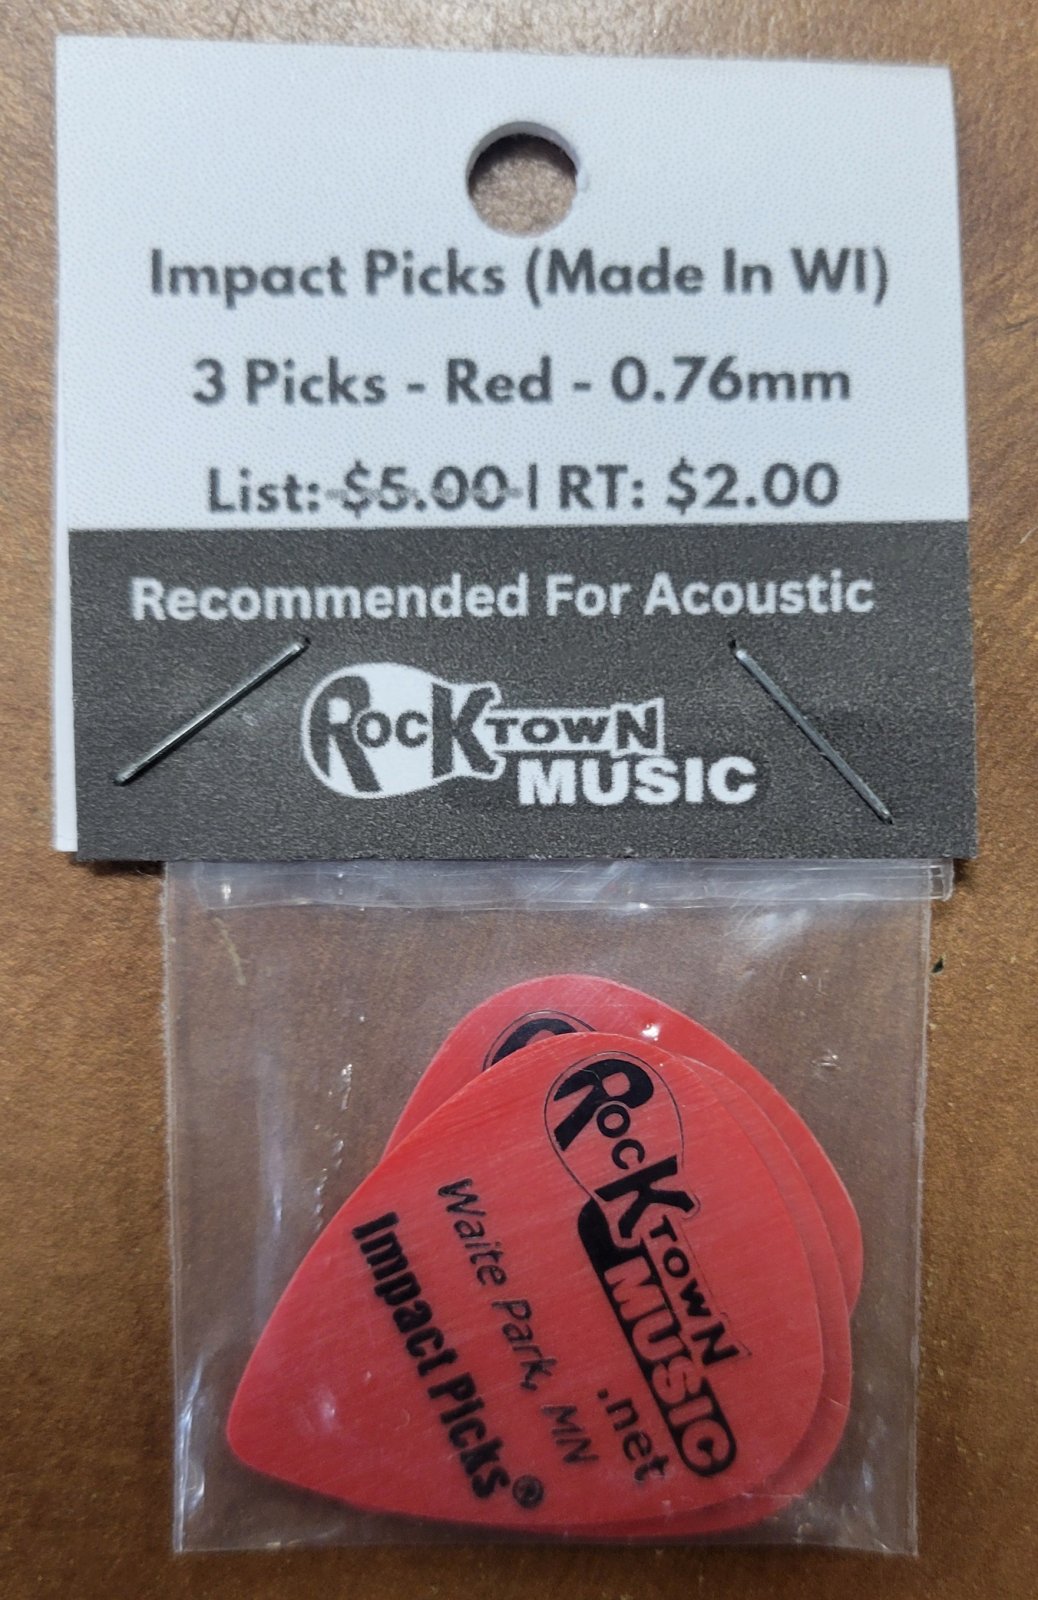 Impact Picks (Made In WI)
3 Picks - Red - 0.76mm
List: $5.00 | RT: $2.00
Recommended For Acoustic
ROCKTOWN
MUSIC
ROCKTOWN
MUSIC
.net
Waite Park, MN
Impact Picks®